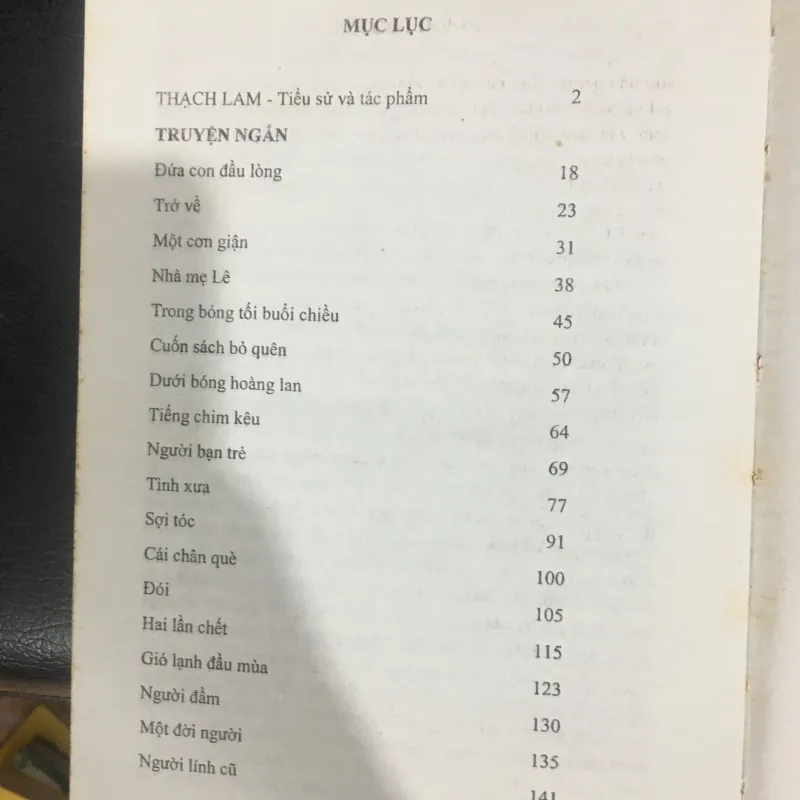 MỤC LỤC
THẠCH LAM - Tiểu sử và tác phẩm 2
TRUYỆN NGẮN
Đứa con đầu lòng 18
Trở về 23
Một cơn giận 31
Nhà mẹ Lê 38
Trong bóng tối buổi chiều 45
Cuốn sách bỏ quên 50
Dưới bóng hoàng lan 57
Tiếng chim kêu 64
Người bạn trẻ 69
Tình xưa 77
Sợi tóc 91
Cái chân què 100
Đói 105
Hai lần chết 115
Gió lạnh đầu mùa 123
Người đầm 130
Một đời người 135
Người lính cũ 141